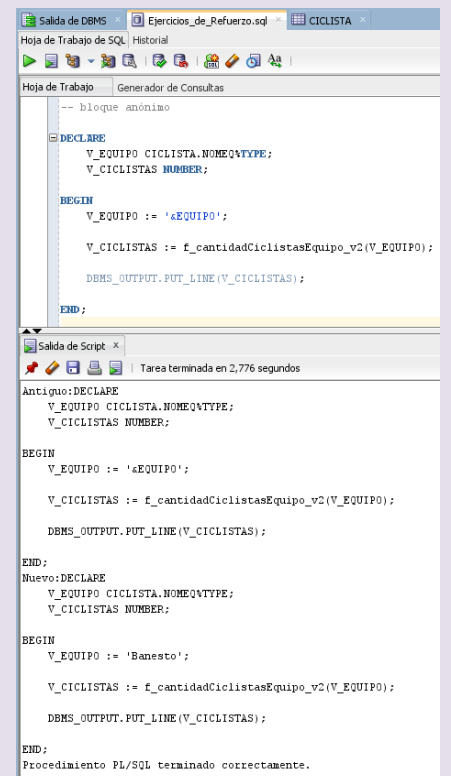 Salida de DBMS × Ejercicios_de_Refuerzo.sql × CICLISTA ×
Hoja de Trabajo de SQL Historial
Hoja de Trabajo Generador de Consultas
-- bloque anónimo
DECLARE
V_EQUIPO CICLISTA.NOMEQ%TYPE;
V_CICLISTAS NUMBER;
BEGIN
V_EQUIPO := '&EQUIPO';
V_CICLISTAS := f_cantidadCiclistasEquipo_v2(V_EQUIPO);
DBMS_OUTPUT.PUT_LINE(V_CICLISTAS);
END;
Salida de Script ×
Tarea terminada en 2,776 segundos
Antiguo:DECLARE
V_EQUIPO CICLISTA.NOMEQ%TYPE;
V_CICLISTAS NUMBER;
BEGIN
V_EQUIPO := '&EQUIPO';
V_CICLISTAS := f_cantidadCiclistasEquipo_v2(V_EQUIPO);
DBMS_OUTPUT.PUT_LINE(V_CICLISTAS);
END;
Nuevo:DECLARE
V_EQUIPO CICLISTA.NOMEQ%TYPE;
V_CICLISTAS NUMBER;
BEGIN
V_EQUIPO := 'Banesto';
V_CICLISTAS := f_cantidadCiclistasEquipo_v2(V_EQUIPO);
DBMS_OUTPUT.PUT_LINE(V_CICLISTAS);
END;
Procedimiento PL/SQL terminado correctamente.